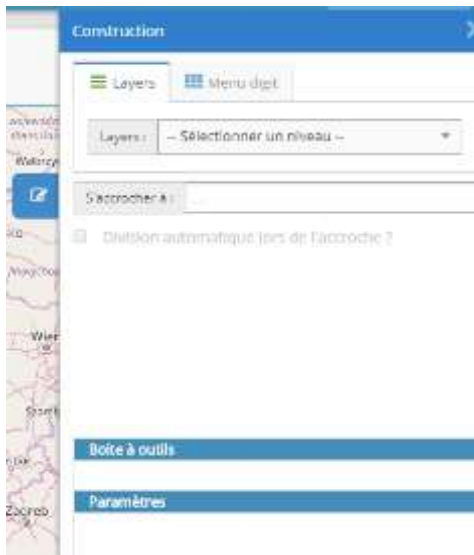 Construction
Layers
Menu digit
Layers :
-- Sélectionner un niveau --
S'accrocher à :
...
Division automatique lors de l'accroche ?
Wien
Boite à outils
Paramètres
Zagreb